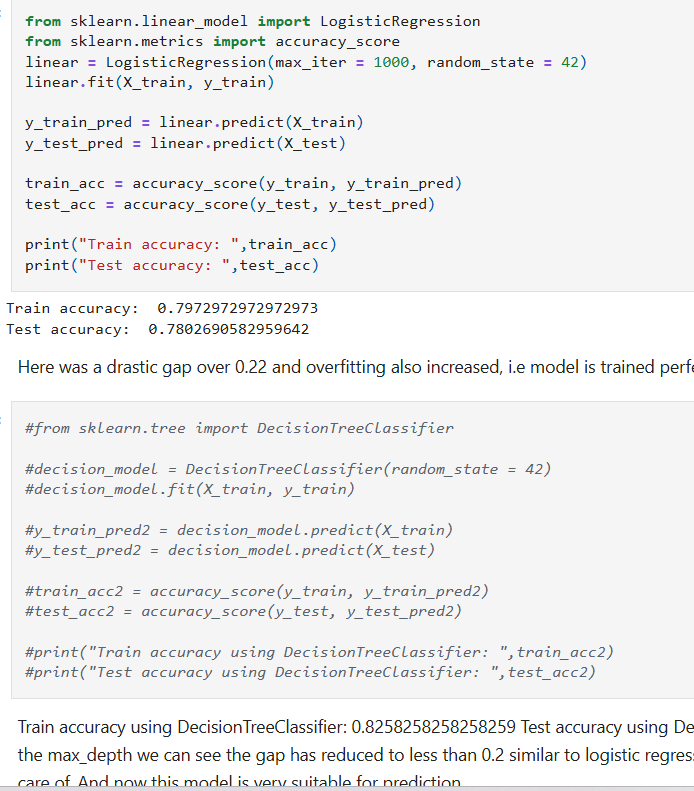 from sklearn.linear_model import LogisticRegression
from sklearn.metrics import accuracy_score
linear = LogisticRegression(max_iter = 1000, random_state = 42)
linear.fit(X_train, y_train)
y_train_pred = linear.predict(X_train)
y_test_pred = linear.predict(X_test)
train_acc = accuracy_score(y_train, y_train_pred)
test_acc = accuracy_score(y_test, y_test_pred)
print("Train accuracy: ",train_acc)
print("Test accuracy: ",test_acc)
Train accuracy:  0.7972972972972973
Test accuracy:  0.7802690582959642
Here was a drastic gap over 0.22 and overfitting also increased, i.e model is trained
#from sklearn.tree import DecisionTreeClassifier
#decision_model = DecisionTreeClassifier(random_state = 42)
#decision_model.fit(X_train, y_train)
#y_train_pred2 = decision_model.predict(X_train)
#y_test_pred2 = decision_model.predict(X_test)
#train_acc2 = accuracy_score(y_train, y_train_pred2)
#test_acc2 = accuracy_score(y_test, y_test_pred2)
#print("Train accuracy using DecisionTreeClassifier: ",train_acc2)
#print("Test accuracy using DecisionTreeClassifier: ",test_acc2)
Train accuracy using DecisionTreeClassifier: 0.8258258258258259 Test accuracy using
the max_depth we can see the gap has reduced to less than 0.2 similar to logistic
care of. And now this model is very suitable for prediction